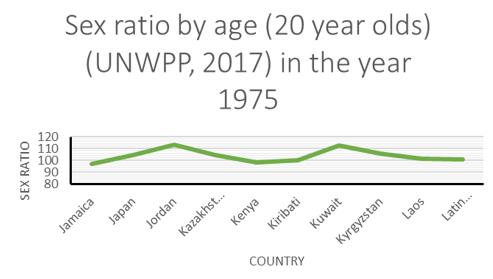 Sex ratio by age (20 year olds)
(UNWPP, 2017) in the year
1975
120
110
100
90
80
SEX RATIO
Jamaica
Japan
Jordan
Kazakhst...
Kenya
Kiribati
Kuwait
Kyrgyzstan
Laos
Latin...
COUNTRY